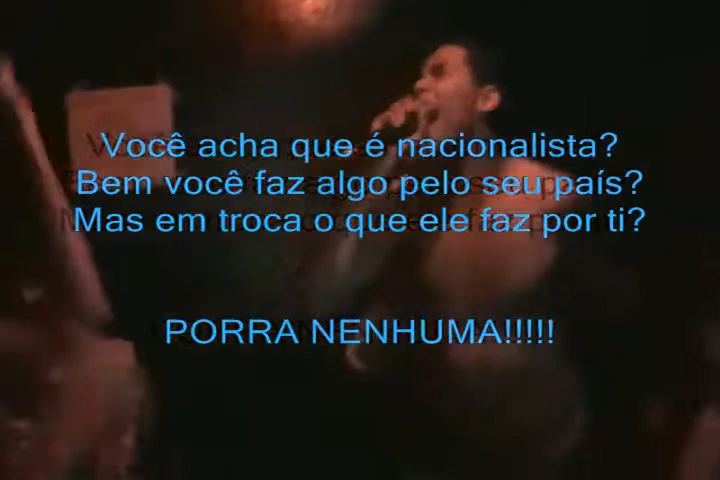 Você acha que é nacionalista?
Bem você faz algo pelo seu país?
Mas em troca o que ele faz por ti?
PORRA NENHUMA!!!!!